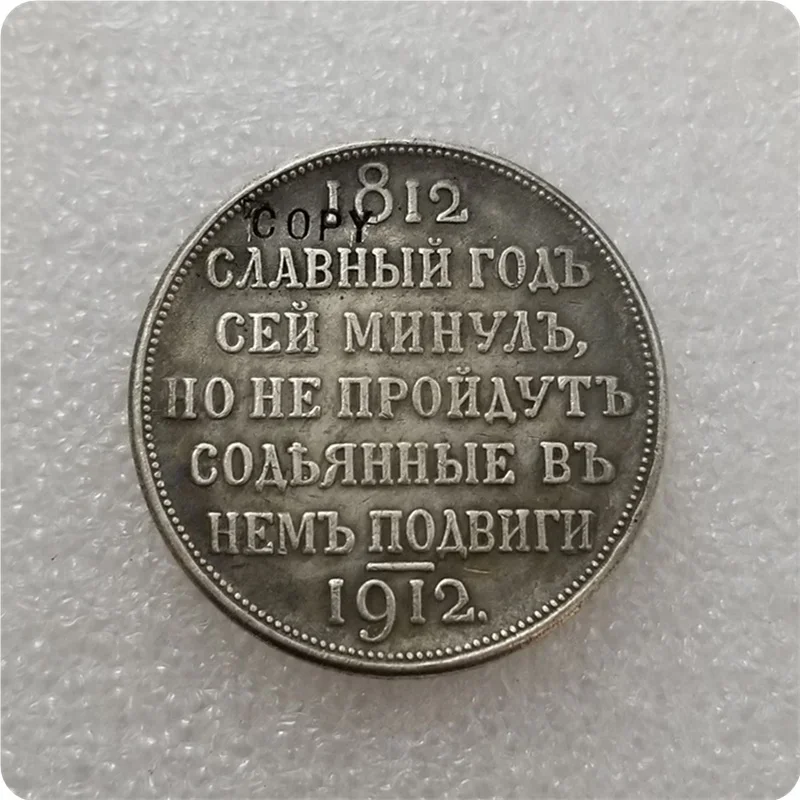 1812
COPY
СЛАВНЫЙ ГОДЪ
СЕЙ МИНУЛЪ,
НО НЕ ПРОЙДУТЪ
СОДѢЯННЫЕ ВЪ
НЕМЪ ПОДВИГИ
1912.